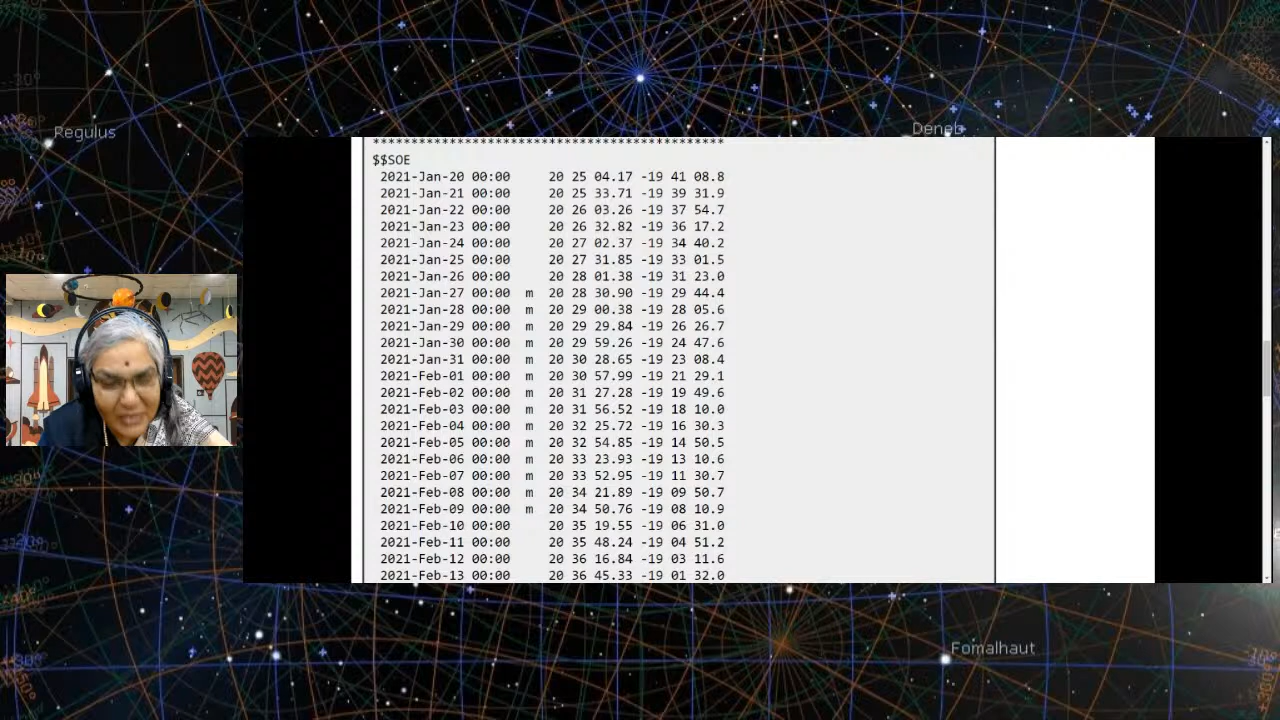 Regulus
Deneb
********************************************
$$SOE
2021-Jan-20 00:00 20 25 04.17 -19 41 08.8
2021-Jan-21 00:00 20 25 33.71 -19 39 31.9
2021-Jan-22 00:00 20 26 03.26 -19 37 54.7
2021-Jan-23 00:00 20 26 32.82 -19 36 17.2
2021-Jan-24 00:00 20 27 02.37 -19 34 40.2
2021-Jan-25 00:00 20 27 31.85 -19 33 01.5
2021-Jan-26 00:00 20 28 01.38 -19 31 23.0
2021-Jan-27 00:00 m 20 28 30.90 -19 29 44.4
2021-Jan-28 00:00 m 20 29 00.38 -19 28 05.6
2021-Jan-29 00:00 m 20 29 29.84 -19 26 26.7
2021-Jan-30 00:00 m 20 29 59.26 -19 24 47.6
2021-Jan-31 00:00 m 20 30 28.65 -19 23 08.4
2021-Feb-01 00:00 m 20 30 57.99 -19 21 29.1
2021-Feb-02 00:00 m 20 31 27.28 -19 19 49.6
2021-Feb-03 00:00 m 20 31 56.52 -19 18 10.0
2021-Feb-04 00:00 m 20 32 25.72 -19 16 30.3
2021-Feb-05 00:00 m 20 32 54.85 -19 14 50.5
2021-Feb-06 00:00 m 20 33 23.93 -19 13 10.6
2021-Feb-07 00:00 m 20 33 52.95 -19 11 30.7
2021-Feb-08 00:00 m 20 34 21.89 -19 09 50.7
2021-Feb-09 00:00 m 20 34 50.76 -19 08 10.9
2021-Feb-10 00:00 20 35 19.55 -19 06 31.0
2021-Feb-11 00:00 20 35 48.24 -19 04 51.2
2021-Feb-12 00:00 20 36 16.84 -19 03 11.6
2021-Feb-13 00:00 20 36 45.33 -19 01 32.0
Fomalhaut